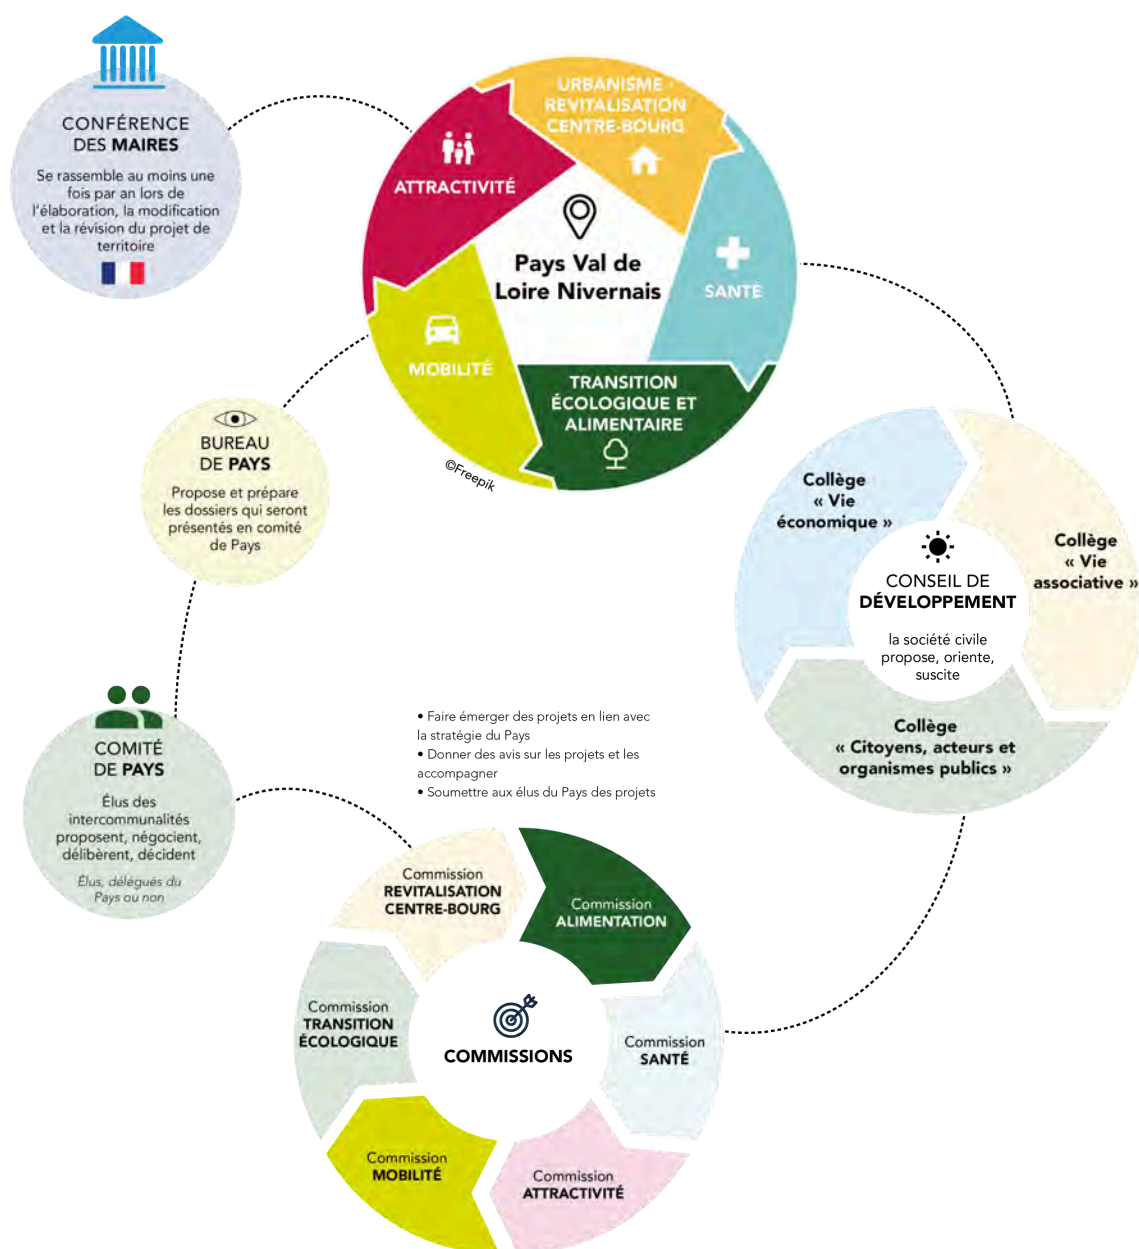 CONFÉRENCE
DES MAIRES
Se rassemble au moins une
fois par an lors de
l'élaboration, la modification
et la révision du projet de
territoire
URBANISME
REVITALISATION
CENTRE-BOURG
ATTRACTIVITÉ
Pays Val de
Loire Nivernais
SANTÉ
MOBILITÉ
TRANSITION
ÉCOLOGIQUE ET
ALIMENTAIRE
©Freepik
BUREAU
DE PAYS
Propose et prépare
les dossiers qui seront
présentés en comité
de Pays
Collège
« Vie
économique »
Collège
« Vie
associative »
CONSEIL DE
DÉVELOPPEMENT
la société civile
propose, oriente,
suscite
Collège
« Citoyens, acteurs et
organismes publics »
COMITÉ
DE PAYS
Élus des
intercommunalités
proposent, négocient,
délibèrent, décident
Élus, délégués du
Pays ou non
• Faire émerger des projets en lien avec
la stratégie du Pays
• Donner des avis sur les projets et les
accompagner
• Soumettre aux élus du Pays des projets
Commission
REVITALISATION
CENTRE-BOURG
Commission
ALIMENTATION
Commission
TRANSITION
ÉCOLOGIQUE
COMMISSIONS
Commission
SANTÉ
Commission
MOBILITÉ
Commission
ATTRACTIVITÉ